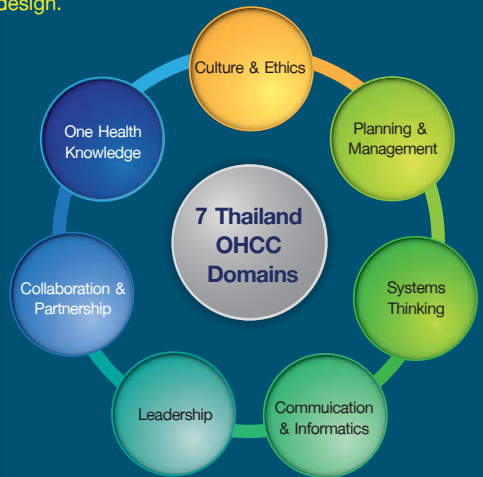 design.
Culture & Ethics
Planning &
Management
Systems
Thinking
Commuication
& Informatics
Leadership
Collaboration &
Partnership
One Health
Knowledge
7 Thailand
OHCC
Domains